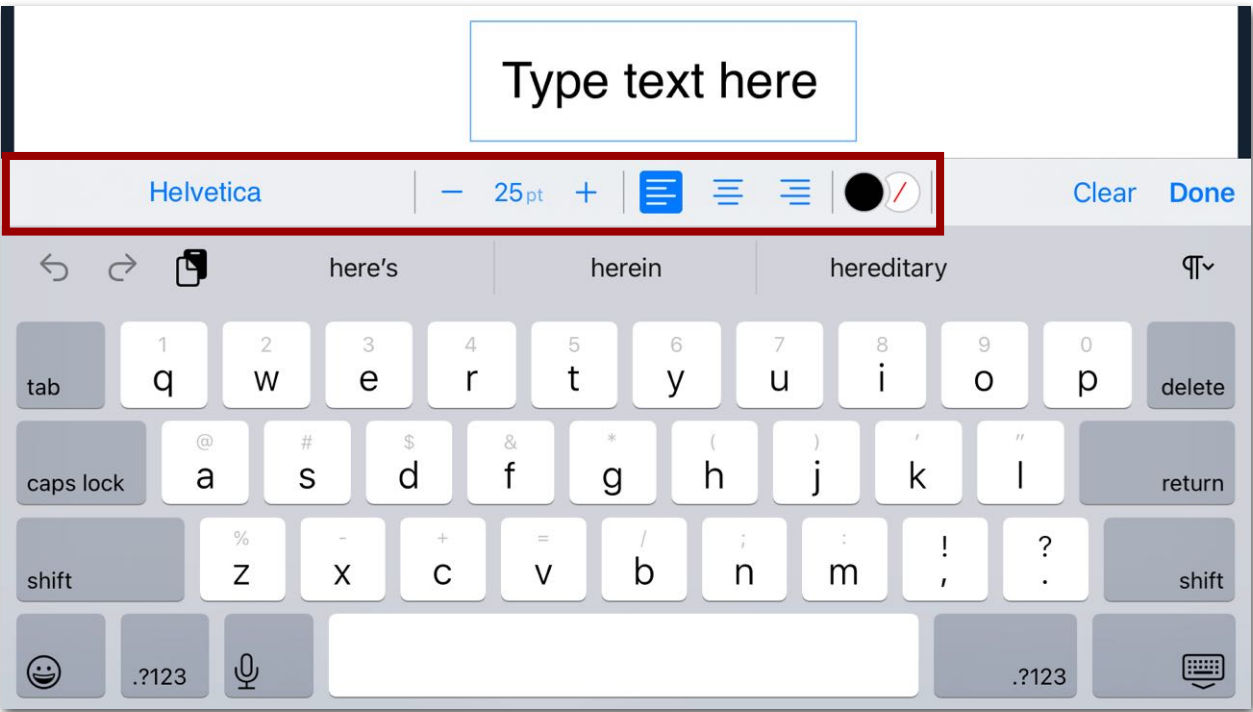 Type text here
Helvetica − 25pt + Clear Done
here's herein hereditary
1 2 3 4 5 6 7 8 9 0
tab q w e r t y u i o p delete
@ # $ & * ( ) ' "
caps lock a s d f g h j k l return
% - + = / ; : ! ?
shift z x c v b n m , . shift
.?123 .?123